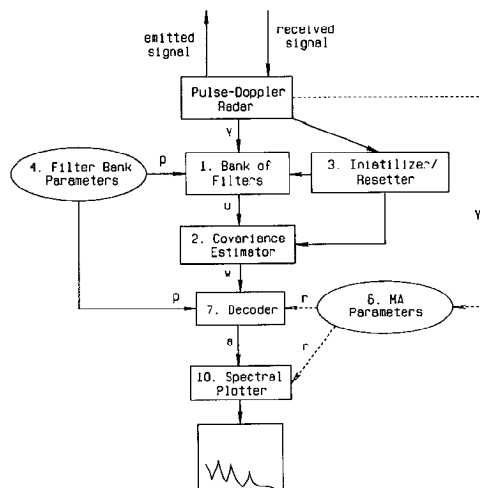 emitted
signal
received
signal
Pulse-Doppler
Radar
y
4. Filter Bank
Parameters
p
1. Bank of
Filters
3. Iniatilizer/
Resetter
y
u
2. Covariance
Estimator
w
p
7. Decoder
r
6. MA
Parameters
a
r
10. Spectral
Plotter